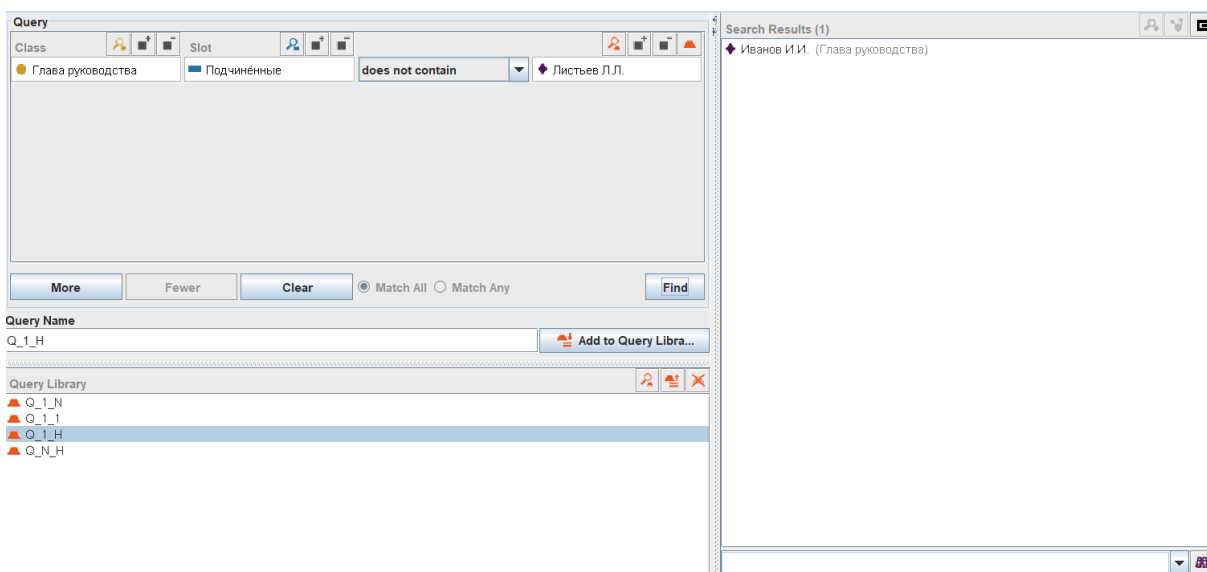 Query
Class Slot
Глава руководства Подчинённые does not contain Листьев Л.Л.
More Fewer Clear Match All Match Any Find
Query Name
Q_1_H Add to Query Libra...
Query Library
Q_1_N
Q_1_1
Q_1_H
Q_N_H
Search Results (1)
Иванов И.И. (Глава руководства)